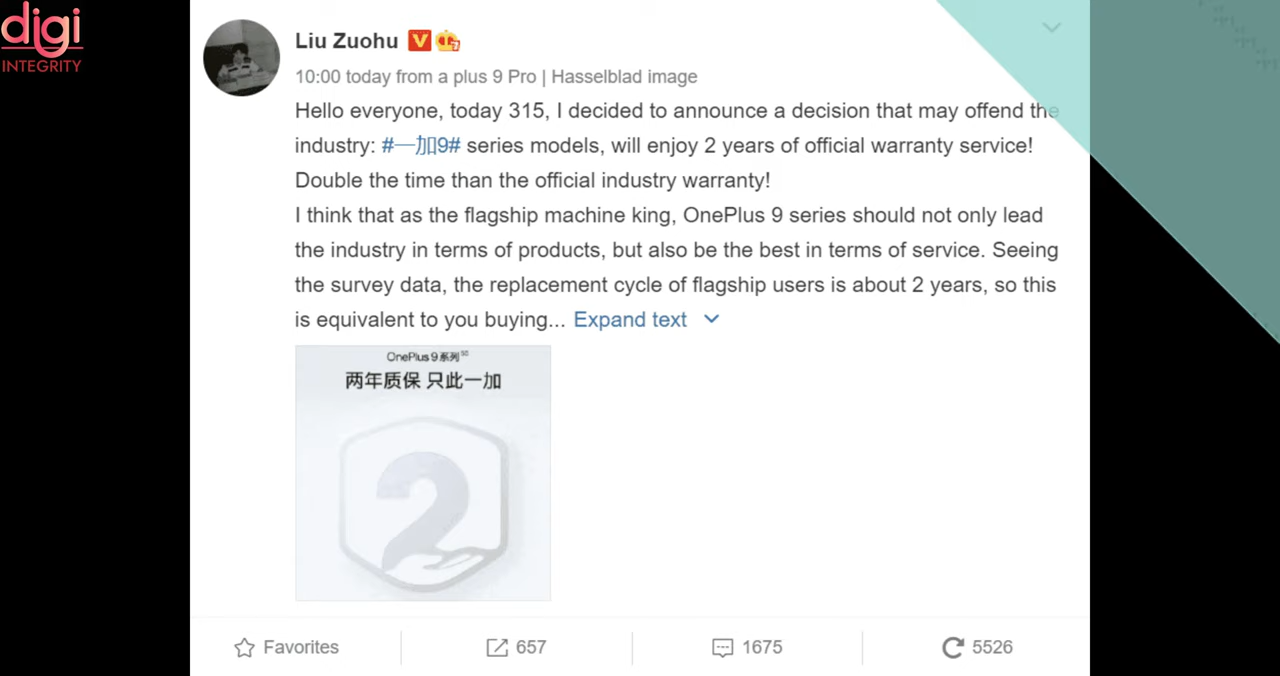 digi
INTEGRITY
Liu Zuohu
10:00 today from a plus 9 Pro | Hasselblad image
Hello everyone, today 315, I decided to announce a decision that may offend the
industry: #一加9# series models, will enjoy 2 years of official warranty service!
Double the time than the official industry warranty!
I think that as the flagship machine king, OnePlus 9 series should not only lead
the industry in terms of products, but also be the best in terms of service. Seeing
the survey data, the replacement cycle of flagship users is about 2 years, so this
is equivalent to you buying... Expand text
OnePlus 9系列 5G
两年质保 只此一加
2
Favorites
657
1675
5526